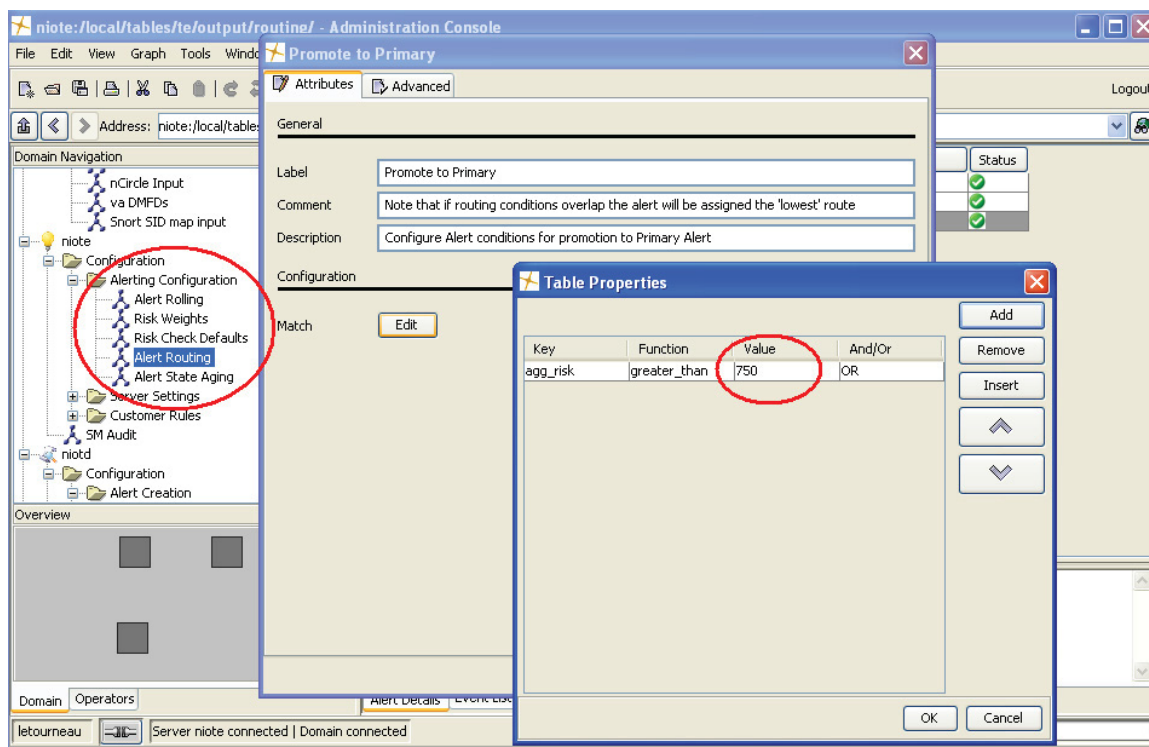 niote:/local/tables/te/output/routing/ - Administration Console
File Edit View Graph Tools
Logout
Address: niote:/local/table
Domain Navigation
nCircle Input
va DMFDs
Snort SID map input
niote
Configuration
Alerting Configuration
Alert Rolling
Risk Weights
Risk Check Defaults
Alert Routing
Alert State Aging
Server Settings
Customer Rules
SM Audit
niotd
Configuration
Alert Creation
Overview
Domain Operators
letourneau Server niote connected | Domain connected
Status
Promote to Primary
Attributes Advanced
General
Label Promote to Primary
Comment Note that if routing conditions overlap the alert will be assigned the 'lowest' route
Description Configure Alert conditions for promotion to Primary Alert
Configuration
Match Edit
Alert Details
Table Properties
Key Function Value And/Or
agg_risk greater_than 750 OR
Add
Remove
Insert
OK Cancel